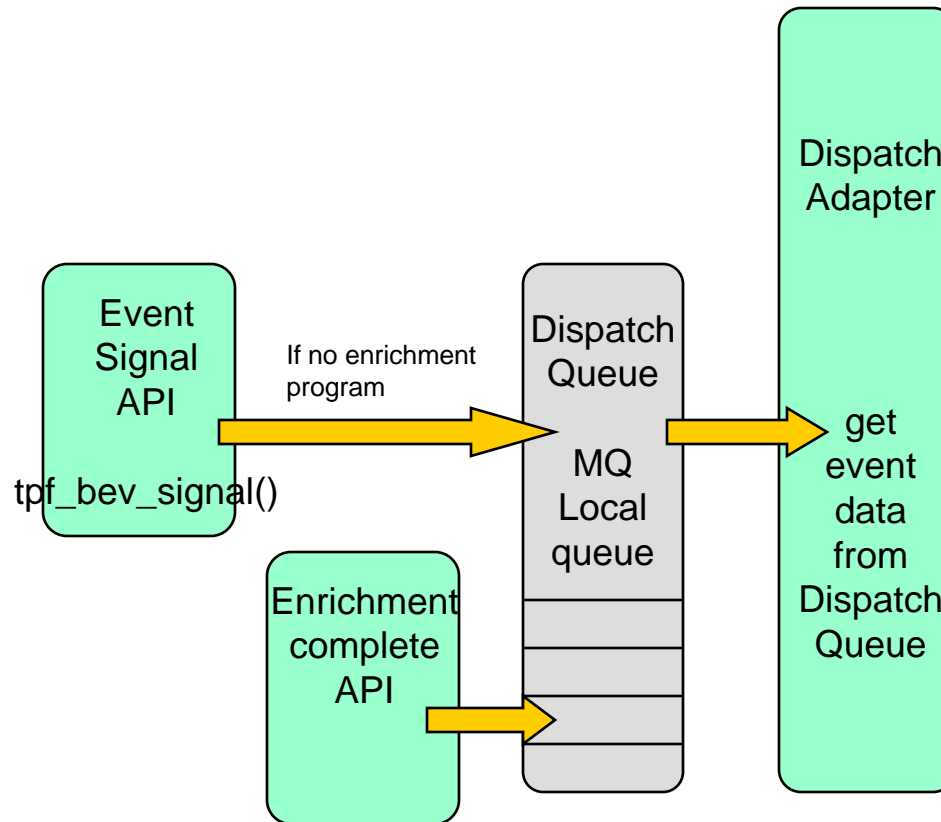 Event
Signal
API
tpf_bev_signal()
If no enrichment
program
Enrichment
complete
API
Dispatch
Queue
MQ
Local
queue
Dispatch
Adapter
get
event
data
from
Dispatch
Queue